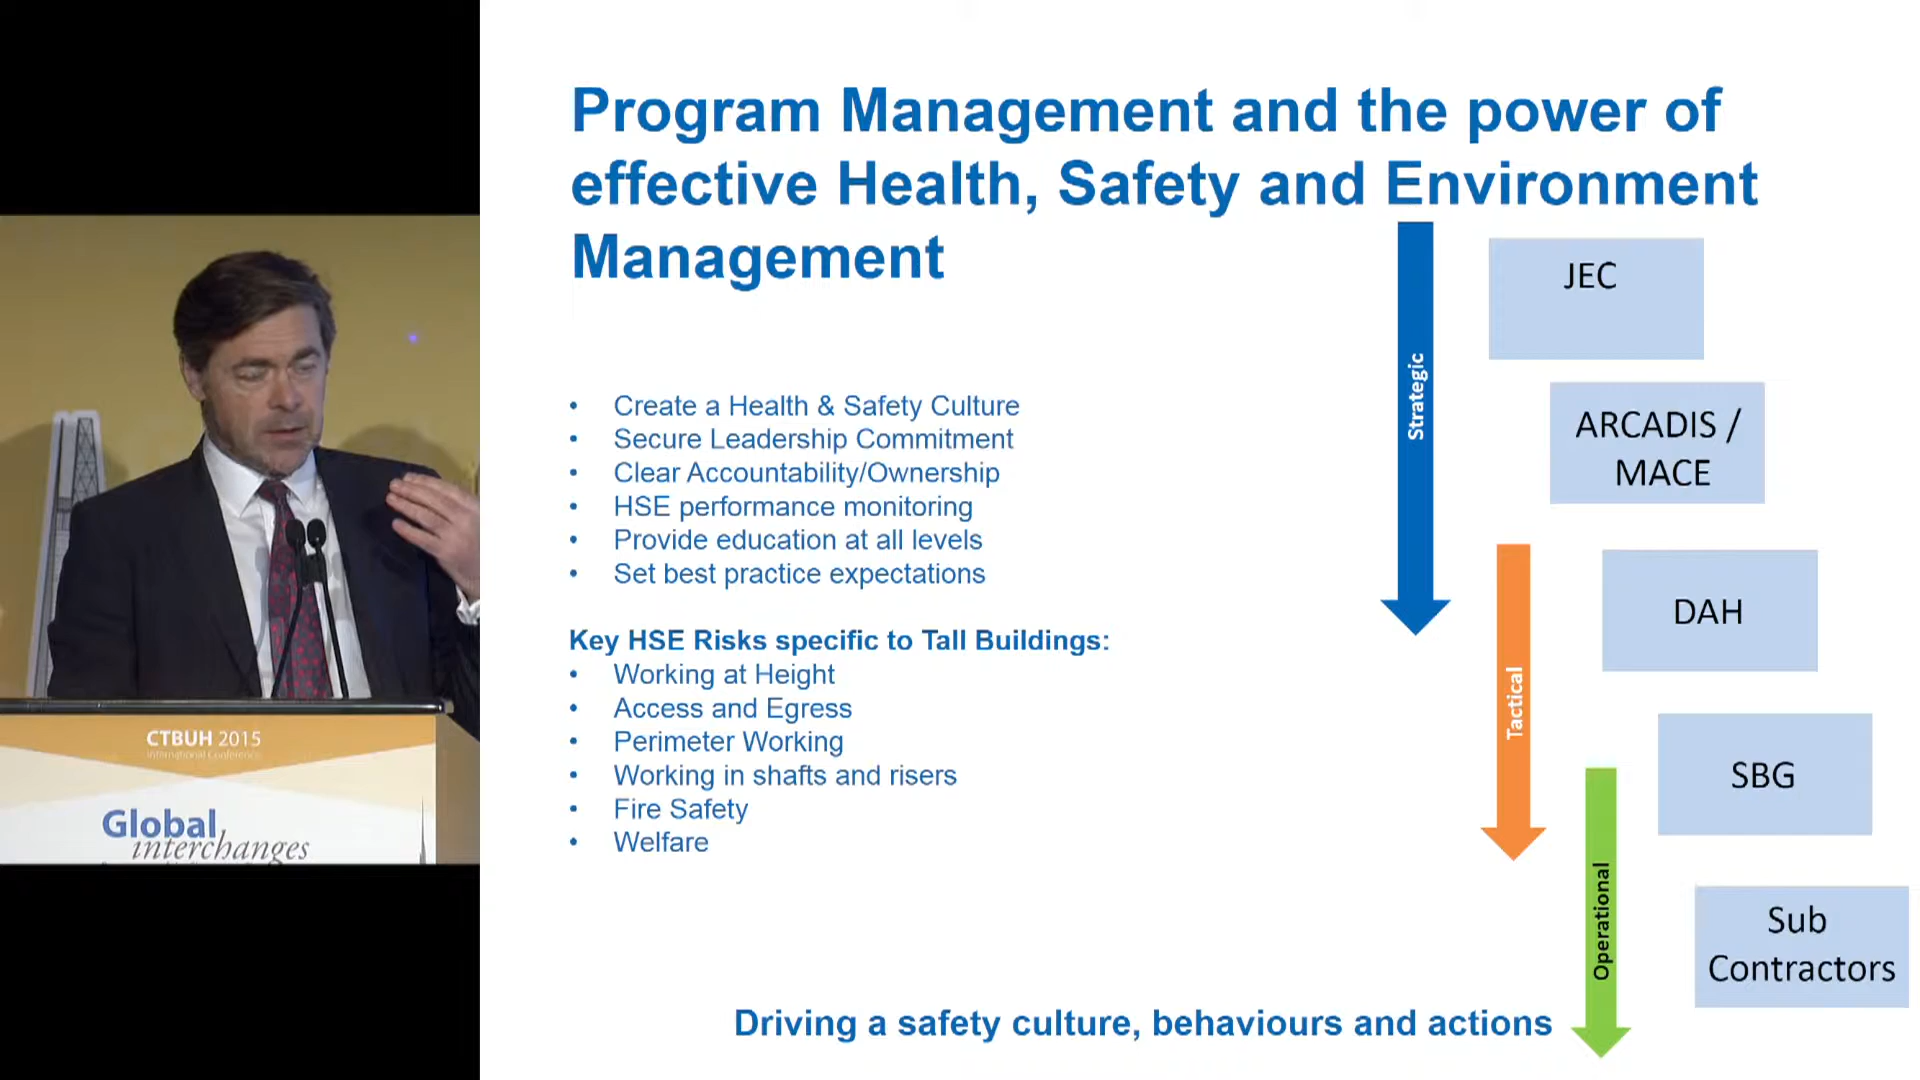 Program Management and the power of
effective Health, Safety and Environment
Management
• Create a Health & Safety Culture
• Secure Leadership Commitment
• Clear Accountability/Ownership
• HSE performance monitoring
• Provide education at all levels
• Set best practice expectations
Key HSE Risks specific to Tall Buildings:
• Working at Height
• Access and Egress
• Perimeter Working
• Working in shafts and risers
• Fire Safety
• Welfare
Driving a safety culture, behaviours and actions
Strategic
Tactical
Operational
JEC
ARCADIS /
MACE
DAH
SBG
Sub
Contractors
CTBUH 2015
International Conference
Global
interchanges